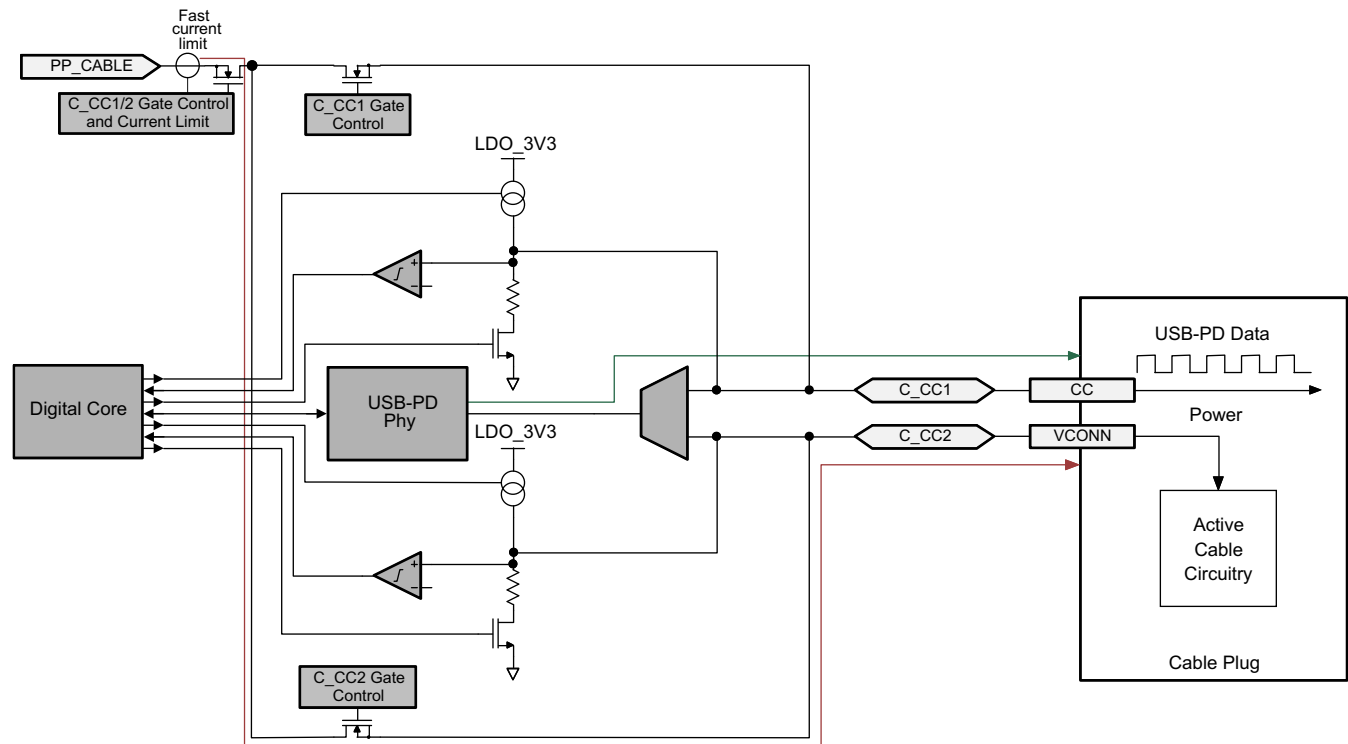 Fast
current
limit
PP_CABLE
C_CC1/2 Gate Control
and Current Limit
C_CC1 Gate
Control
LDO_3V3
+
−
Digital Core
USB-PD
Phy
LDO_3V3
+
−
C_CC2 Gate
Control
C_CC1
C_CC2
CC
VCONN
USB-PD Data
Power
Active
Cable
Circuitry
Cable Plug